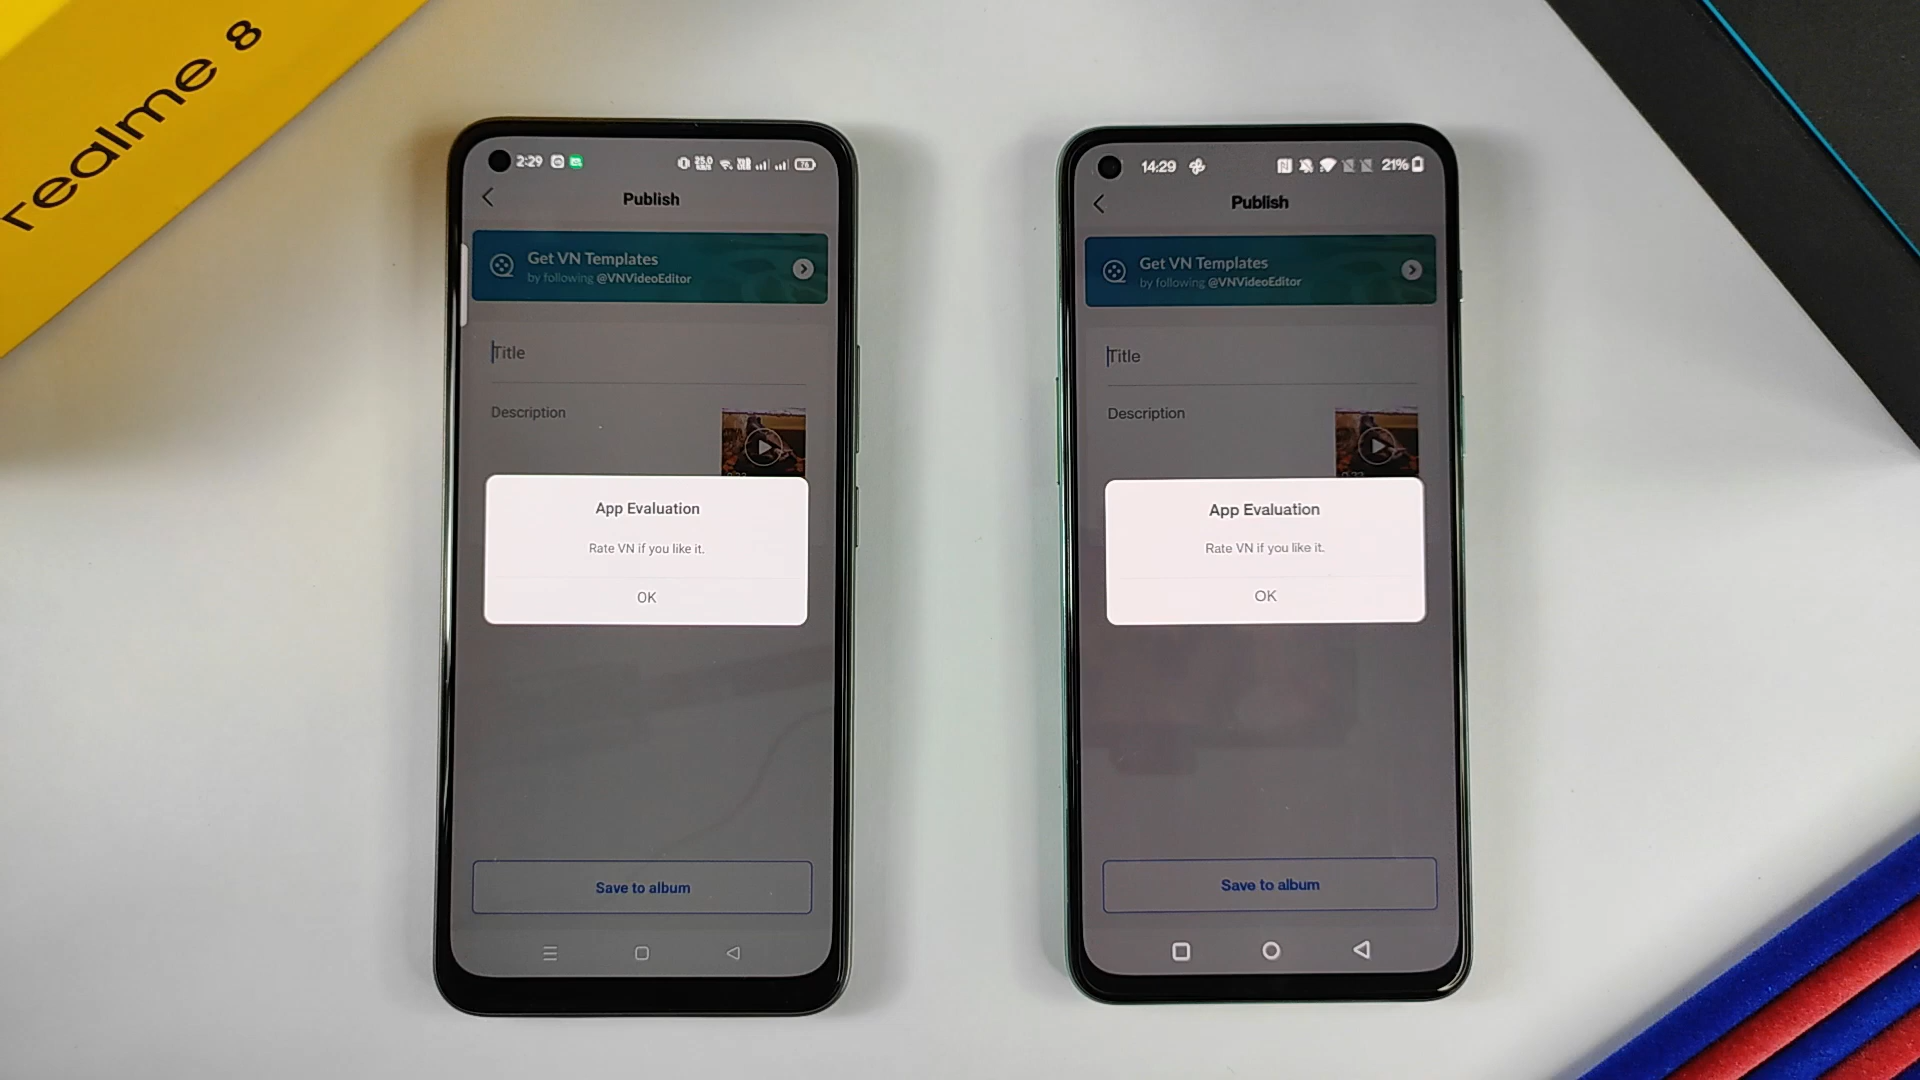 realme 8
2:29
76
Publish
Get VN Templates
by following @VNVideoEditor
Title
Description
App Evaluation
Rate VN if you like it.
OK
Save to album
14:29
21%
Publish
Get VN Templates
by following @VNVideoEditor
Title
Description
App Evaluation
Rate VN if you like it.
OK
Save to album